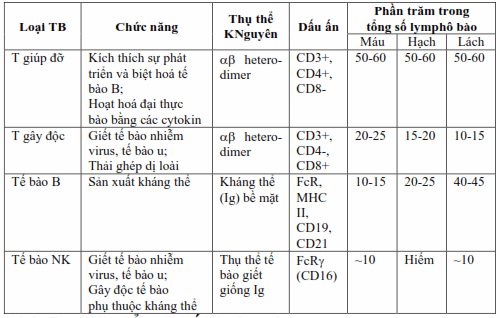 Loại TB Chức năng Thụ thể KNguyên Dấu ấn Phần trăm trong tổng số lymphô bào
Máu Hạch Lách
T giúp đỡ Kích thích sự phát αβ hetero- CD3+, 50-60 50-60 50-60
triển và biệt hoá tế dimer CD4+,
bào B; CD8-
Hoạt hoá đại thực
bào bằng các cytokin
T gây độc Giết tế bào nhiễm αβ hetero- CD3+, 20-25 15-20 10-15
virus, tế bào u; dimer CD4-,
Thải ghép dị loài CD8+
Tế bào B Sản xuất kháng thể Kháng thể FcR, 10-15 20-25 40-45
(Ig) bề mặt MHC
II,
CD19,
CD21
Tế bào NK Giết tế bào nhiễm Thụ thể tế FcRγ ~10 Hiếm ~10
virus, tế bào u; bào giết (CD16)
Gây độc tế bào giống Ig
phụ thuộc kháng thể